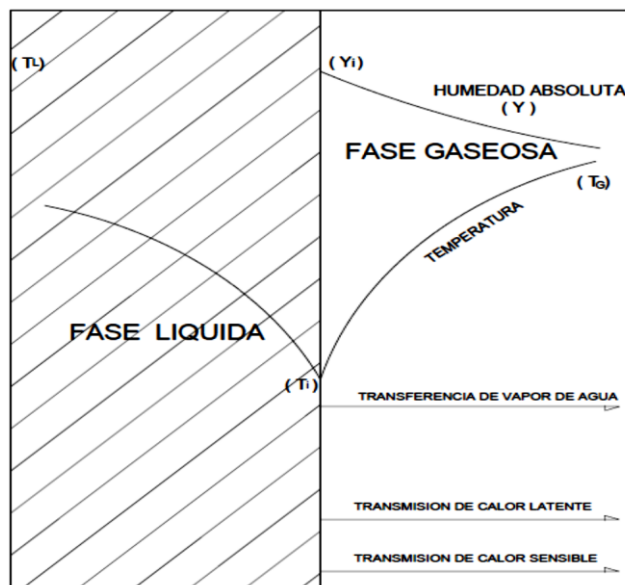 (TL)
(Yi)
HUMEDAD ABSOLUTA
(Y)
FASE GASEOSA
(TG)
TEMPERATURA
FASE LIQUIDA
(Ti)
TRANSFERENCIA DE VAPOR DE AGUA
TRANSMISION DE CALOR LATENTE
TRANSMISION DE CALOR SENSIBLE